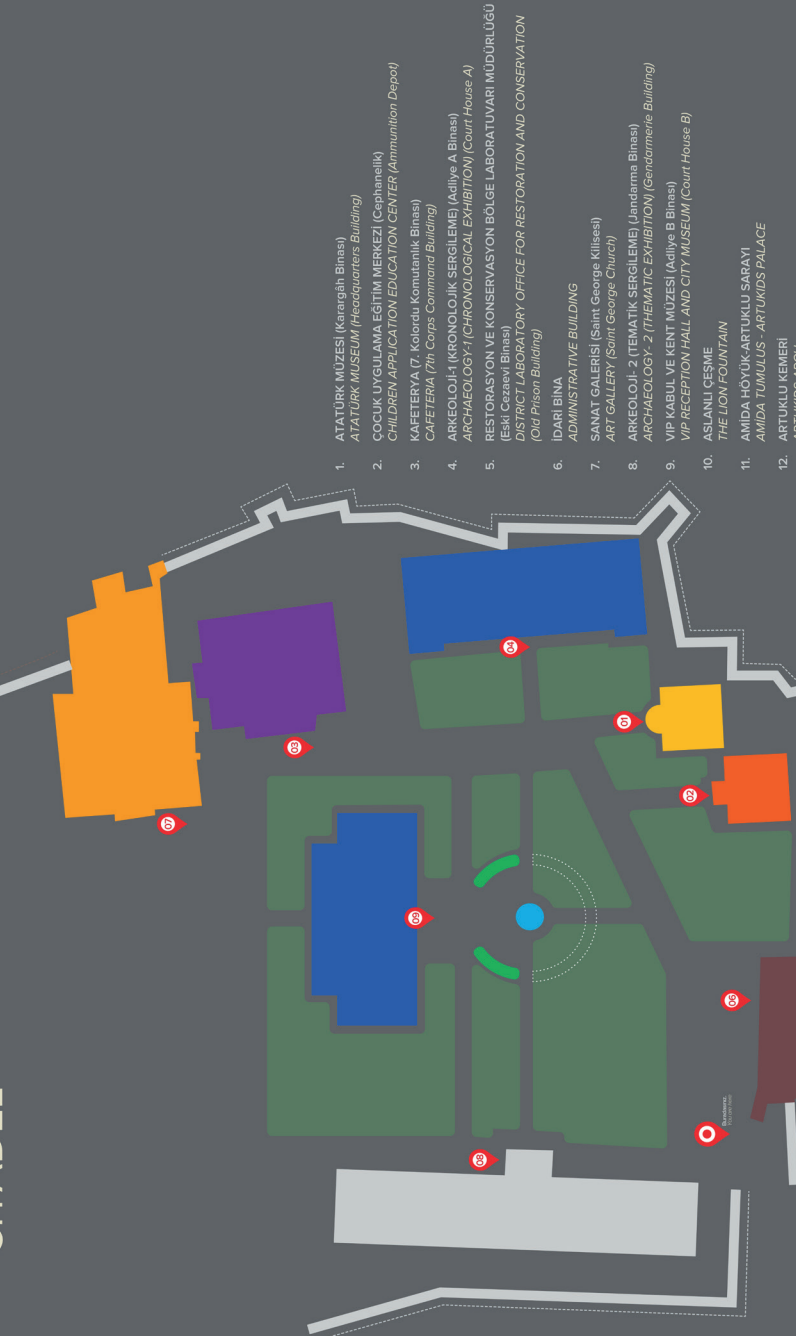 07
03
04
01
02
09
06
08
Buradasınız
You are here
1. ATATÜRK MÜZESİ (Karargâh Binası)
ATATÜRK MUSEUM (Headquarters Building)
2. ÇOCUK UYGULAMA EĞİTİM MERKEZİ (Cephanelik)
CHILDREN APPLICATION EDUCATION CENTER (Ammunition Depot)
3. KAFETERYA (7. Kolordu Komutanlık Binası)
CAFETERIA (7th Corps Command Building)
4. ARKEOLOJİ-1 (KRONOLOJİK SERGİLEME) (Adliye A Binası)
ARCHAEOLOGY-1 (CHRONOLOGICAL EXHIBITION) (Court House A)
5. RESTORASYON VE KONSERVASYON BÖLGE LABORATUVARI MÜDÜRLÜĞÜ
(Eski Cezaevi Binası)
DISTRICT LABORATORY OFFICE FOR RESTORATION AND CONSERVATION
(Old Prison Building)
6. İDARİ BİNA
ADMINISTRATIVE BUILDING
7. SANAT GALERİSİ (Saint George Kilisesi)
ART GALLERY (Saint George Church)
8. ARKEOLOJİ- 2 (TEMATİK SERGİLEME) (Jandarma Binası)
ARCHAEOLOGY- 2 (THEMATIC EXHIBITION) (Gendarmerie Building)
9. VIP KABUL VE KENT MÜZESİ (Adliye B Binası)
VIP RECEPTION HALL AND CITY MUSEUM (Court House B)
10. ASLANLI ÇEŞME
THE LION FOUNTAIN
11. AMİDA HÖYÜK-ARTUKLU SARAYI
AMIDA TUMULUS - ARTUKIDS PALACE
12. ARTUKLU KEMERİ